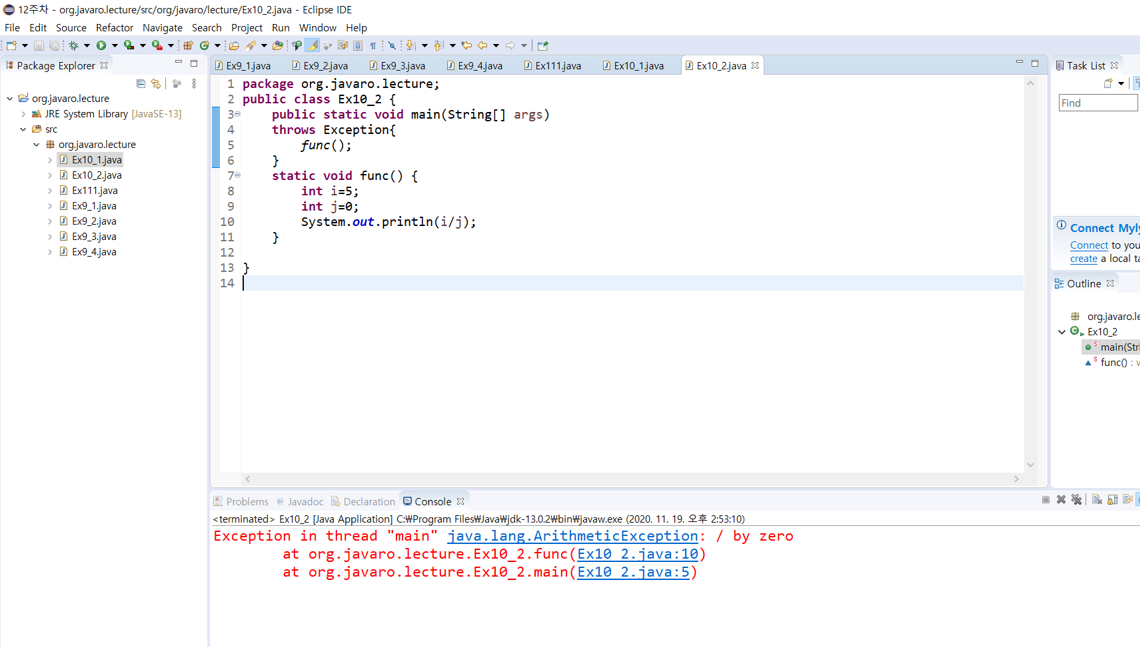 12주차 - org.javaro.lecture/src/org/javaro/lecture/Ex10_2.java - Eclipse IDE
File Edit Source Refactor Navigate Search Project Run Window Help
Package Explorer
org.javaro.lecture
JRE System Library [JavaSE-13]
src
org.javaro.lecture
Ex10_1.java
Ex10_2.java
Ex111.java
Ex9_1.java
Ex9_2.java
Ex9_3.java
Ex9_4.java
Ex9_1.java Ex9_2.java Ex9_3.java Ex9_4.java Ex111.java Ex10_1.java Ex10_2.java
1 package org.javaro.lecture;
2 public class Ex10_2 {
3 public static void main(String[] args)
4 throws Exception{
5 func();
6 }
7 static void func() {
8 int i=5;
9 int j=0;
10 System.out.println(i/j);
11 }
12
13 }
14
Task List
Find
Connect Myly
Connect to you
create a local ta
Outline
org.javaro.le
Ex10_2
main(Stri
func() : v
Problems Javadoc Declaration Console
<terminated> Ex10_2 [Java Application] C:₩Program Files₩Java₩jdk-13.0.2₩bin₩javaw.exe (2020. 11. 19. 오후 2:53:10)
Exception in thread "main" java.lang.ArithmeticException: / by zero
at org.javaro.lecture.Ex10_2.func(Ex10_2.java:10)
at org.javaro.lecture.Ex10_2.main(Ex10_2.java:5)